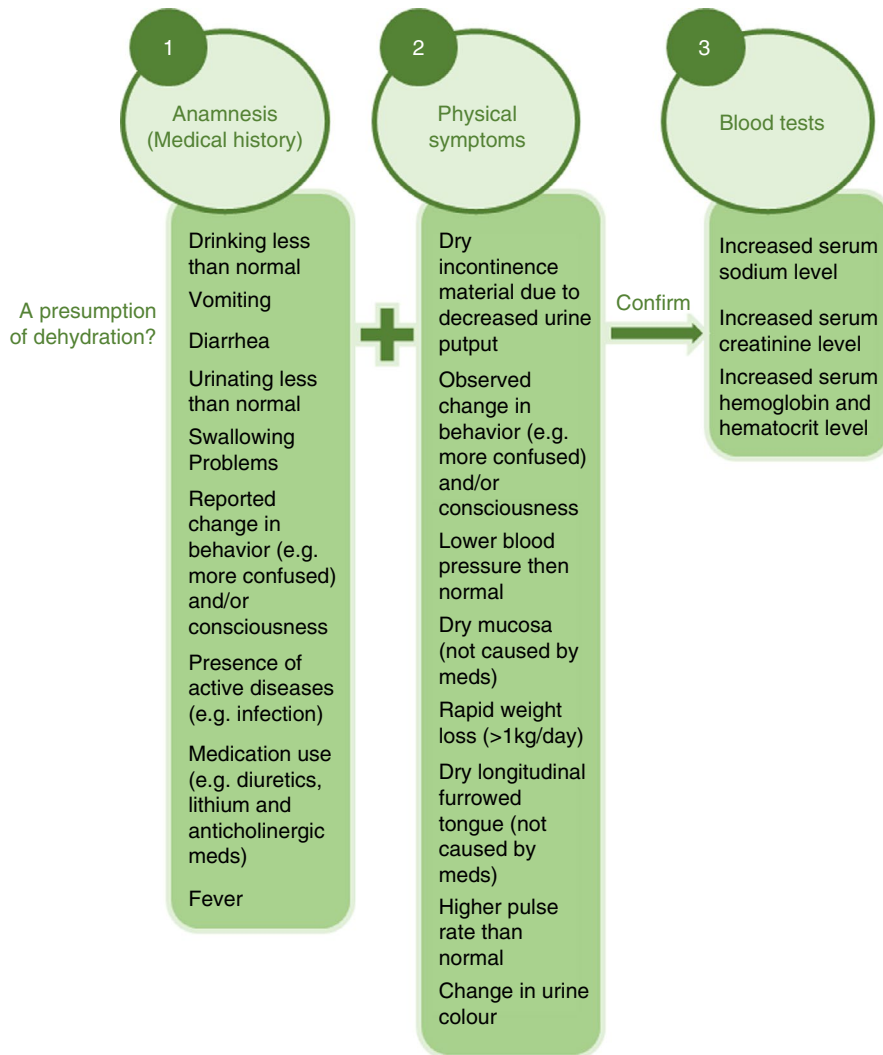 1
Anamnesis
(Medical history)
A presumption
of dehydration?
Drinking less
than normal
Vomiting
Diarrhea
Urinating less
than normal
Swallowing
Problems
Reported
change in
behavior (e.g.
more confused)
and/or
consciousness
Presence of
active diseases
(e.g. infection)
Medication use
(e.g. diuretics,
lithium and
anticholinergic
meds)
Fever
2
Physical
symptoms
Dry
incontinence
material due to
decreased urine
putput
Observed
change in
behavior (e.g.
more confused)
and/or
consciousness
Lower blood
pressure then
normal
Dry mucosa
(not caused by
meds)
Rapid weight
loss (>1kg/day)
Dry longitudinal
furrowed
tongue (not
caused by
meds)
Higher pulse
rate than
normal
Change in urine
colour
Confirm
3
Blood tests
Increased serum
sodium level
Increased serum
creatinine level
Increased serum
hemoglobin and
hematocrit level